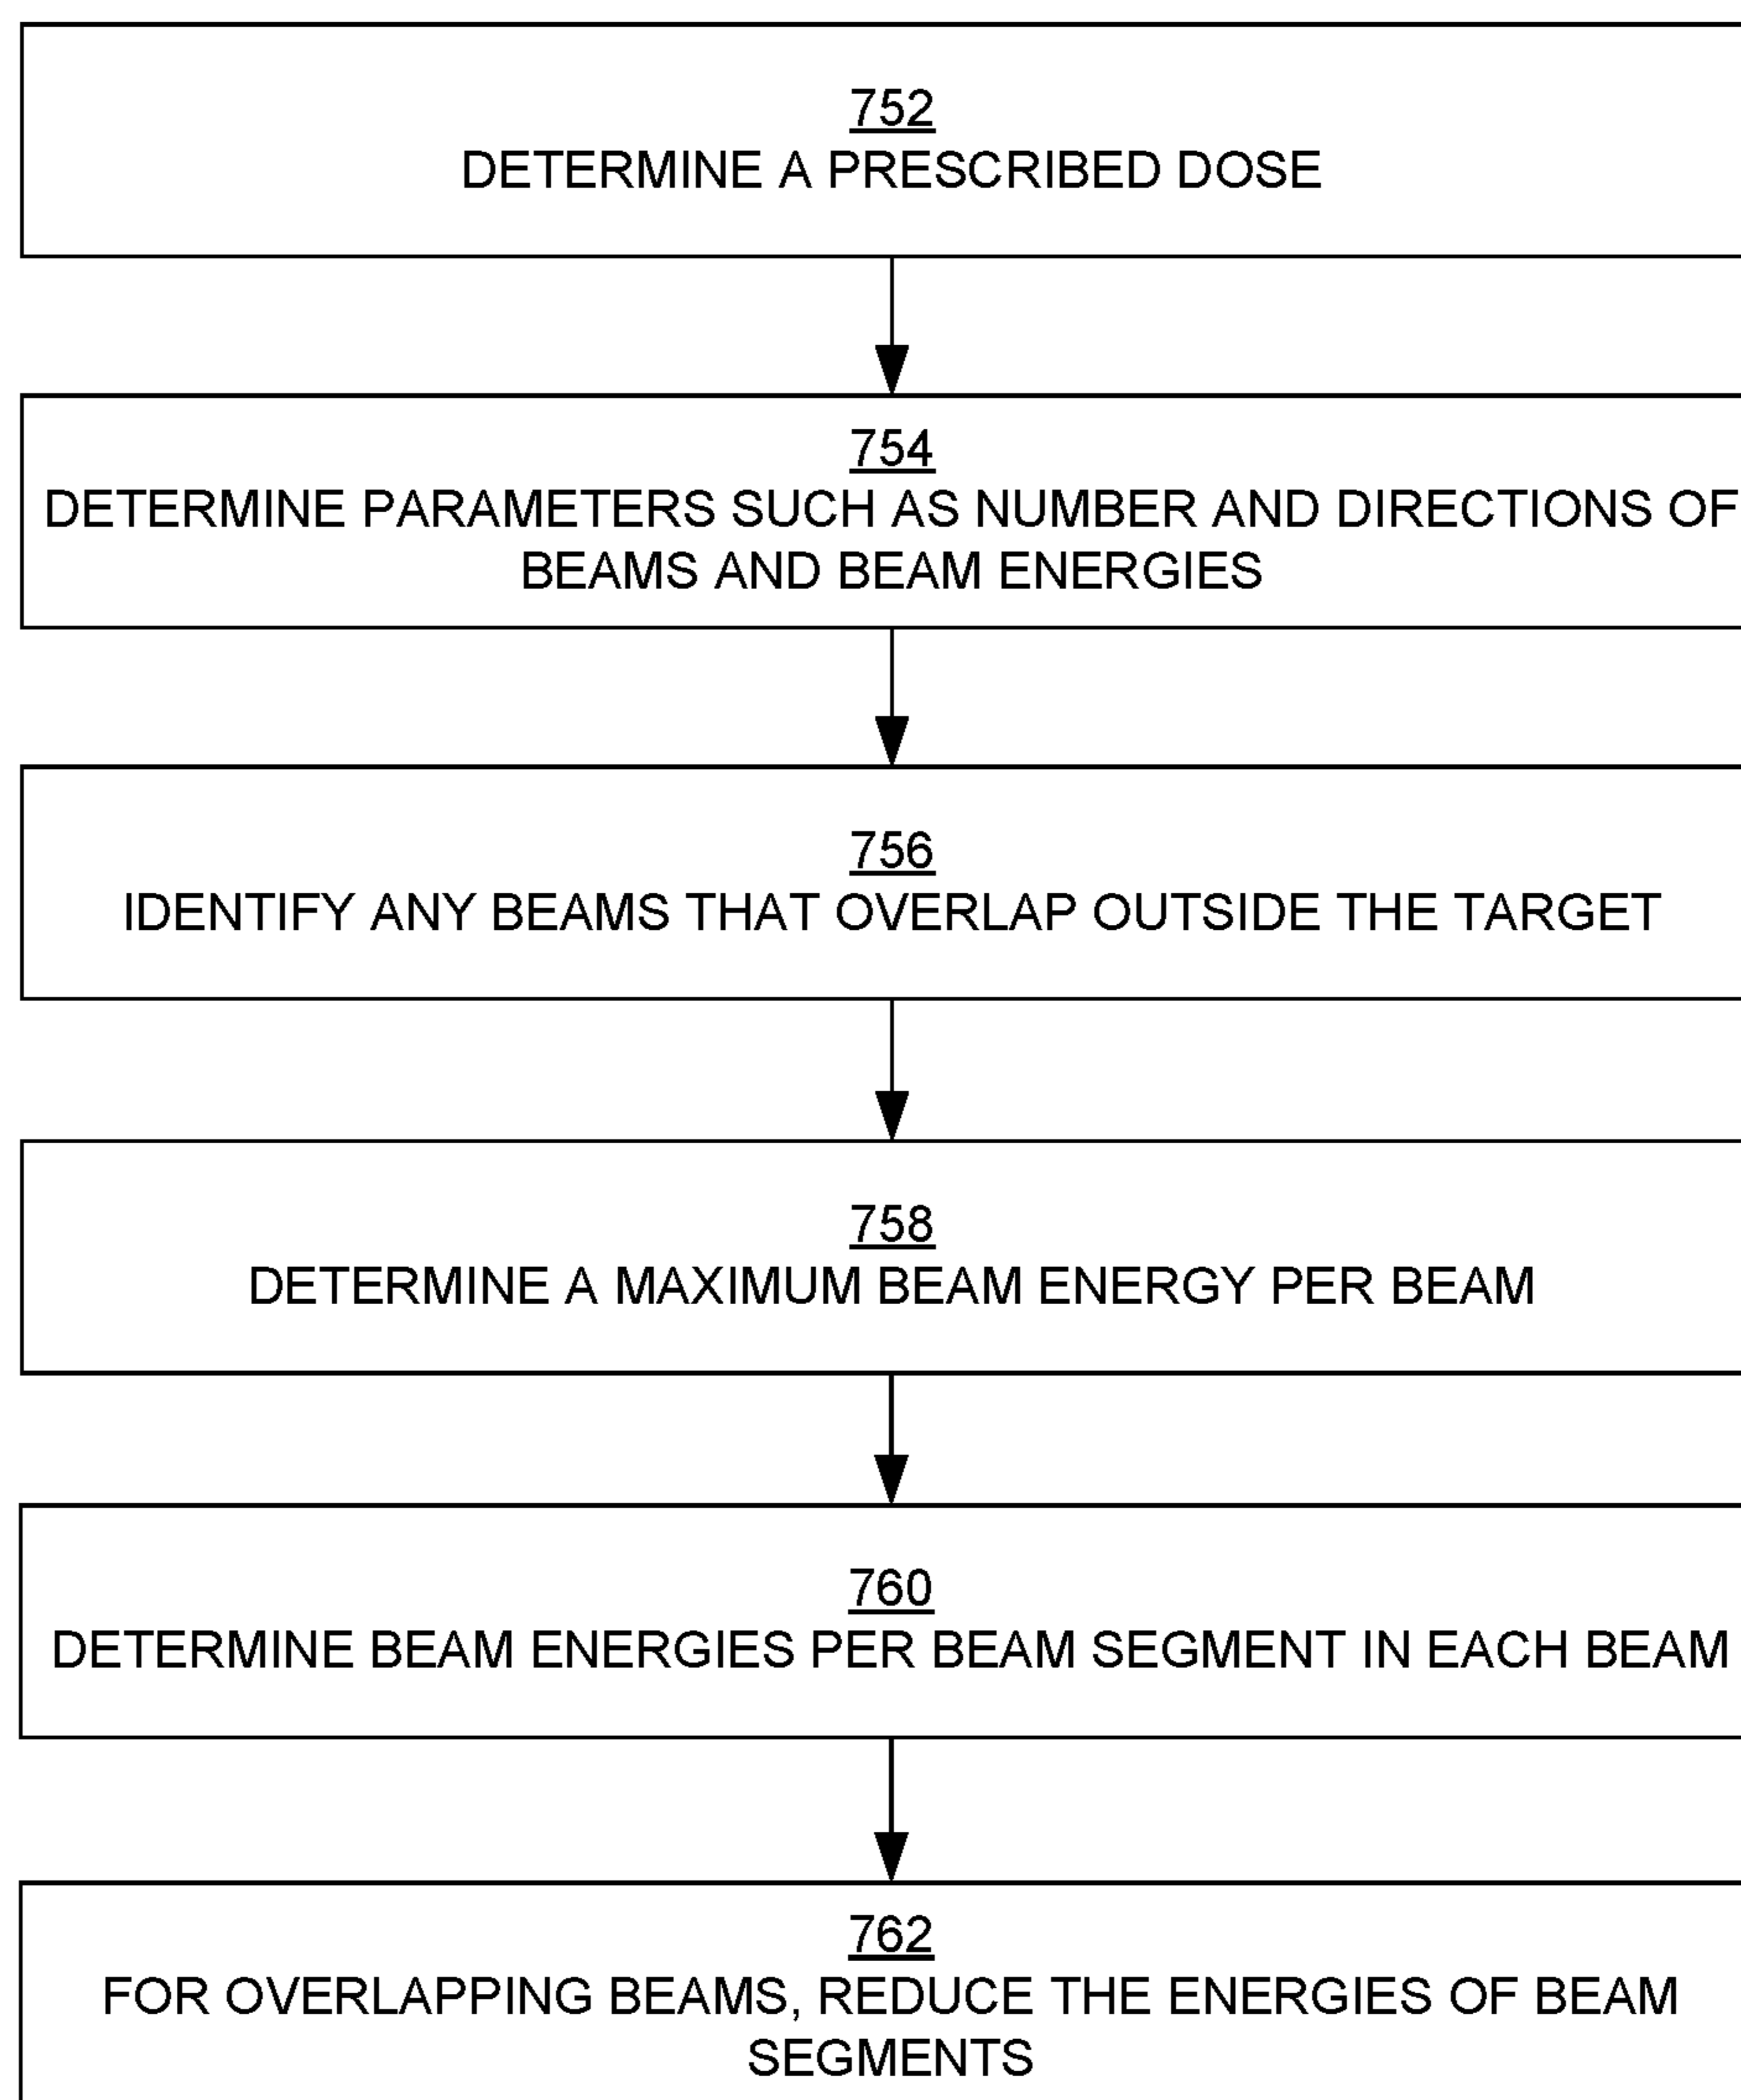 752
DETERMINE A PRESCRIBED DOSE
754
DETERMINE PARAMETERS SUCH AS NUMBER AND DIRECTIONS OF
BEAMS AND BEAM ENERGIES
756
IDENTIFY ANY BEAMS THAT OVERLAP OUTSIDE THE TARGET
758
DETERMINE A MAXIMUM BEAM ENERGY PER BEAM
760
DETERMINE BEAM ENERGIES PER BEAM SEGMENT IN EACH BEAM
762
FOR OVERLAPPING BEAMS, REDUCE THE ENERGIES OF BEAM
SEGMENTS